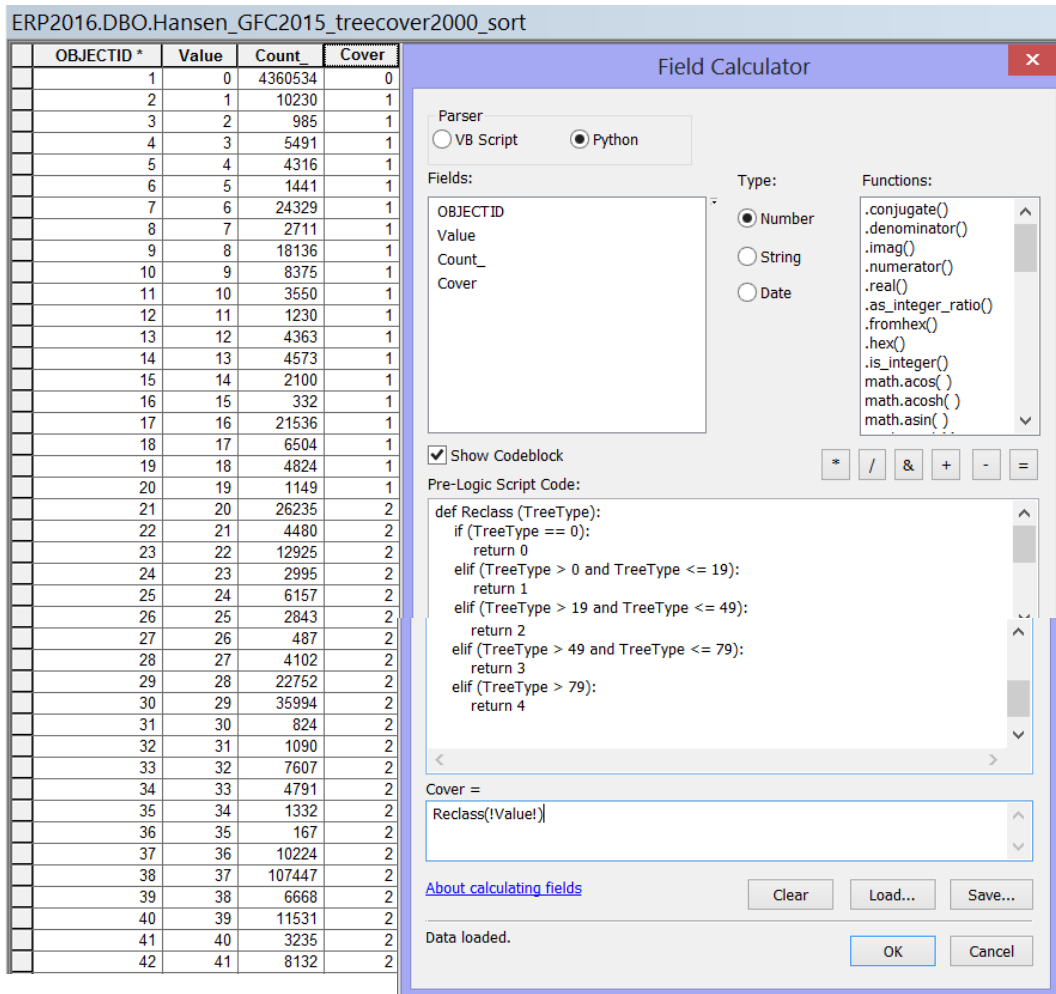 ERP2016.DBO.Hansen_GFC2015_treecover2000_sort
OBJECTID * Value Count_ Cover
1 0 4360534 0
2 1 10230 1
3 2 985 1
4 3 5491 1
5 4 4316 1
6 5 1441 1
7 6 24329 1
8 7 2711 1
9 8 18136 1
10 9 8375 1
11 10 3550 1
12 11 1230 1
13 12 4363 1
14 13 4573 1
15 14 2100 1
16 15 332 1
17 16 21536 1
18 17 6504 1
19 18 4824 1
20 19 1149 1
21 20 26235 2
22 21 4480 2
23 22 12925 2
24 23 2995 2
25 24 6157 2
26 25 2843 2
27 26 487 2
28 27 4102 2
29 28 22752 2
30 29 35994 2
31 30 824 2
32 31 1090 2
33 32 7607 2
34 33 4791 2
35 34 1332 2
36 35 167 2
37 36 10224 2
38 37 107447 2
39 38 6668 2
40 39 11531 2
41 40 3235 2
42 41 8132 2
Field Calculator
Parser
VB Script Python
Fields:
OBJECTID
Value
Count_
Cover
Type:
Number
String
Date
Functions:
.conjugate()
.denominator()
.imag()
.numerator()
.real()
.as_integer_ratio()
.fromhex()
.hex()
.is_integer()
math.acos( )
math.acosh( )
math.asin( )
Show Codeblock
* / & + - =
Pre-Logic Script Code:
def Reclass (TreeType):
if (TreeType == 0):
return 0
elif (TreeType > 0 and TreeType <= 19):
return 1
elif (TreeType > 19 and TreeType <= 49):
return 2
elif (TreeType > 49 and TreeType <= 79):
return 3
elif (TreeType > 79):
return 4
Cover =
Reclass(!Value!)
About calculating fields
Clear Load... Save...
Data loaded.
OK Cancel